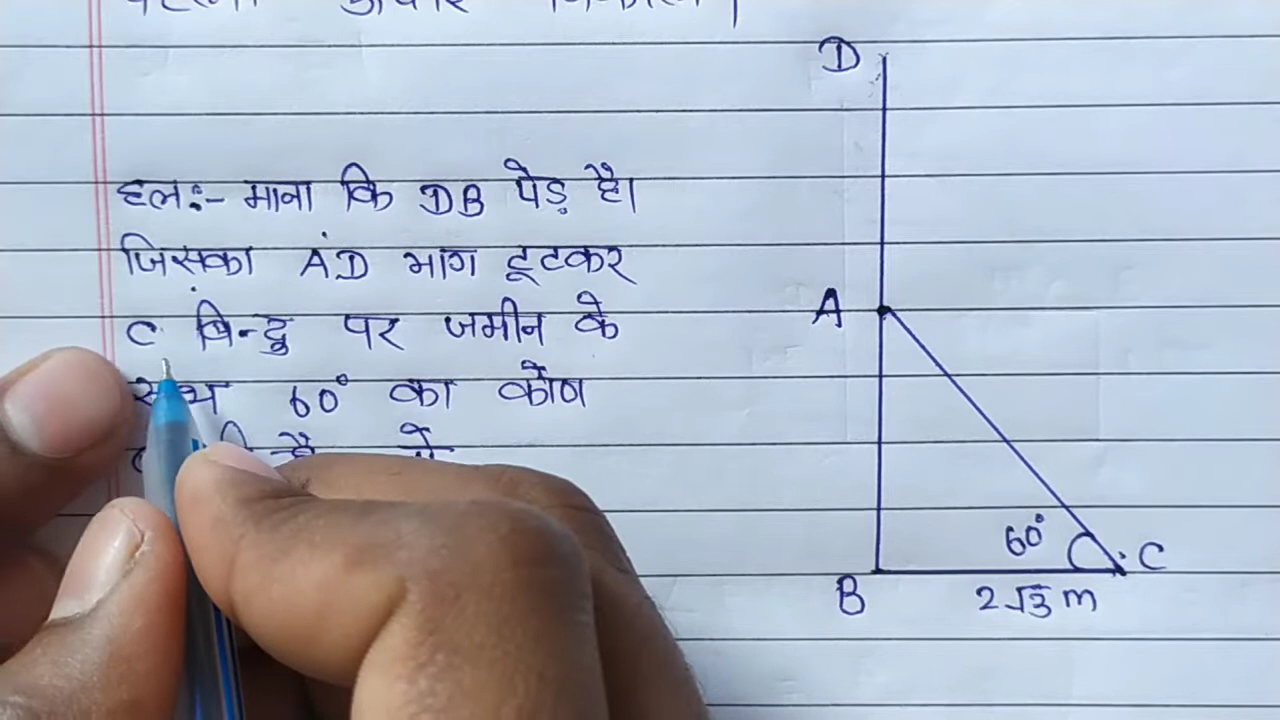 हल:- माना कि DB पेड़ है।
जिसका AD भाग टूटकर
C बिन्दु पर जमीन के
साथ 60° का कोण
है
D
A
60°
C
B
2√3 m